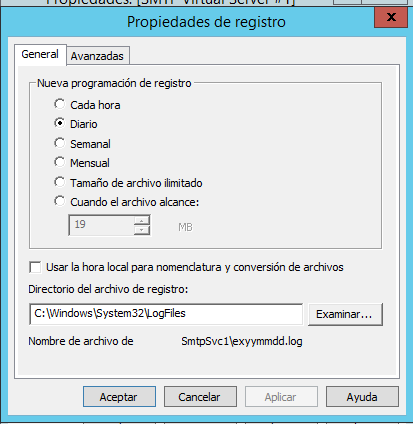 Propiedades: [SMTP Virtual Server #1]
Propiedades de registro
x
General
Avanzadas
Nueva programación de registro
Cada hora
Diario
Semanal
Mensual
Tamaño de archivo ilimitado
Cuando el archivo alcance:
19 MB
Usar la hora local para nomenclatura y conversión de archivos
Directorio del archivo de registro:
C:\Windows\System32\LogFiles Examinar...
Nombre de archivo de SmtpSvc1\exyymmdd.log
Aceptar Cancelar Aplicar Ayuda